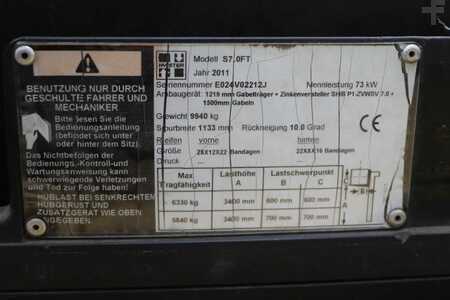 BENUTZUNG NUR DURCH
GESCHULTE FAHRER UND
MECHANIKER
Bitte lesen Sie die
Bedienungsanleitung
(befindet sich unter
oder hinter
dem Sitz)
Das Nichtbefolgen der
Bedienungs,-Kontroll-und
Wartungsanweisung kann
schwerwiegende Verletzungen
und Tod zur Folge haben!
HUBLAST BEI SENKRECHTEN
HUBGERUST UND
ZUSATZGERÄT WIE OBEN
ANGEGEBEN.
HYSTER
Modell S7.0FT
Jahr 2011
Seriennummer E024V02212J Nennleistung 73 kW
Anbaugerät: 1219 mm Gabelträger + Zinkenversteller SHB P1-ZVWSV 7.0 +
1500mm Gabeln
Gewicht 9940 kg
Spurbreite 1133 mm Rückneigung 10.0 Grad
Reifen vorne hinten
Größe 28X12X22 Bandagen 22X8X16 Bandagen
Druck ...
Max Tragfähigkeit Lasthöhe A Lastschwerpunkt B C
6330 kg 3400 mm 600 mm 600 mm
5840 kg 3400 mm 700 mm 700 mm
C
B
A
F